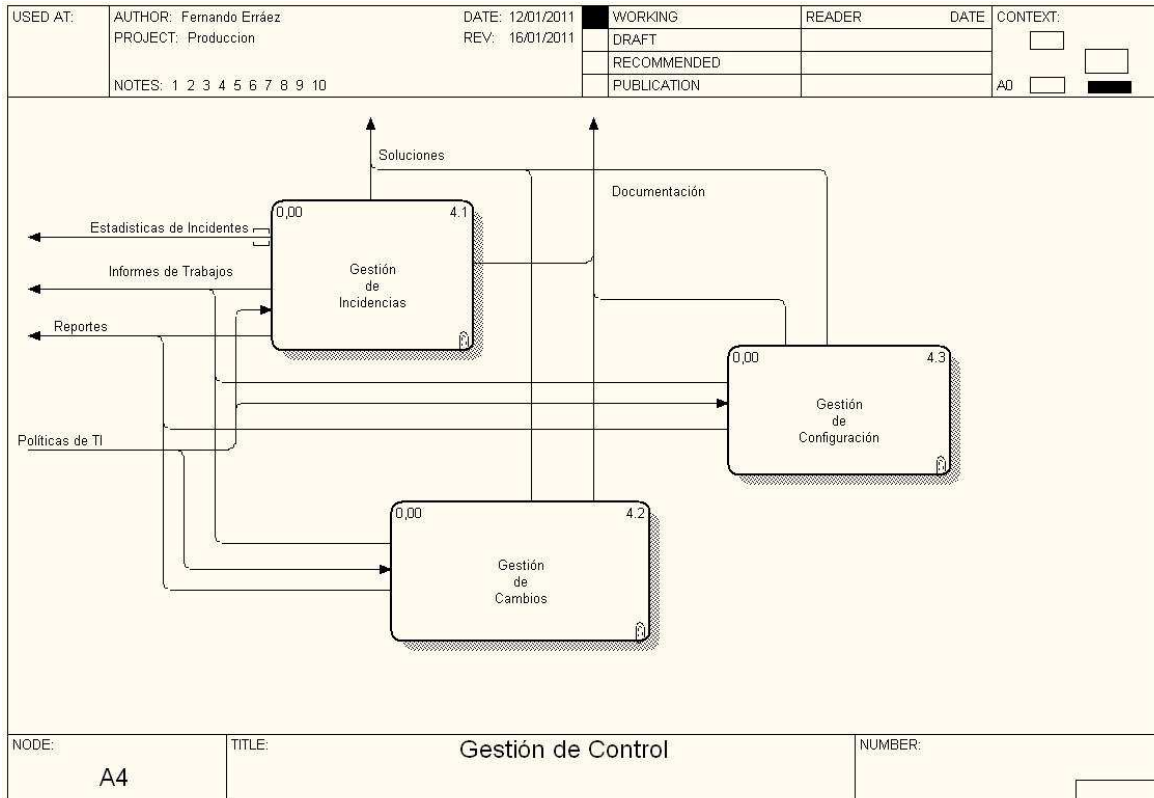 USED AT:
AUTHOR: Fernando Erráez
DATE: 12/01/2011
PROJECT: Produccion
REV: 16/01/2011
NOTES: 1 2 3 4 5 6 7 8 9 10
WORKING
DRAFT
RECOMMENDED
PUBLICATION
READER
DATE
CONTEXT:
A0
Soluciones
Documentación
0,00
4.1
Estadisticas de Incidentes
Gestión
de
Incidencias
Informes de Trabajos
Reportes
0,00
4.3
Gestión
de
Configuración
Políticas de TI
0,00
4.2
Gestión
de
Cambios
NODE:
A4
TITLE:
Gestión de Control
NUMBER: